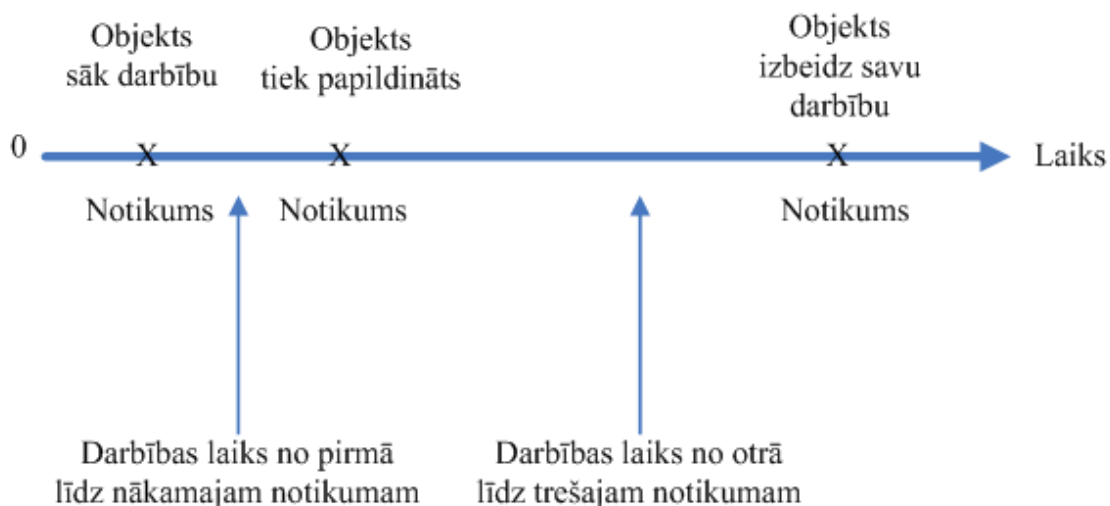 Objekts
sāk darbību
Objekts
tiek papildināts
Objekts
izbeidz savu
darbību
0
X
X
X
Laiks
Notikums
Notikums
Notikums
Darbības laiks no pirmā
līdz nākamajam notikumam
Darbības laiks no otrā
līdz trešajam notikumam